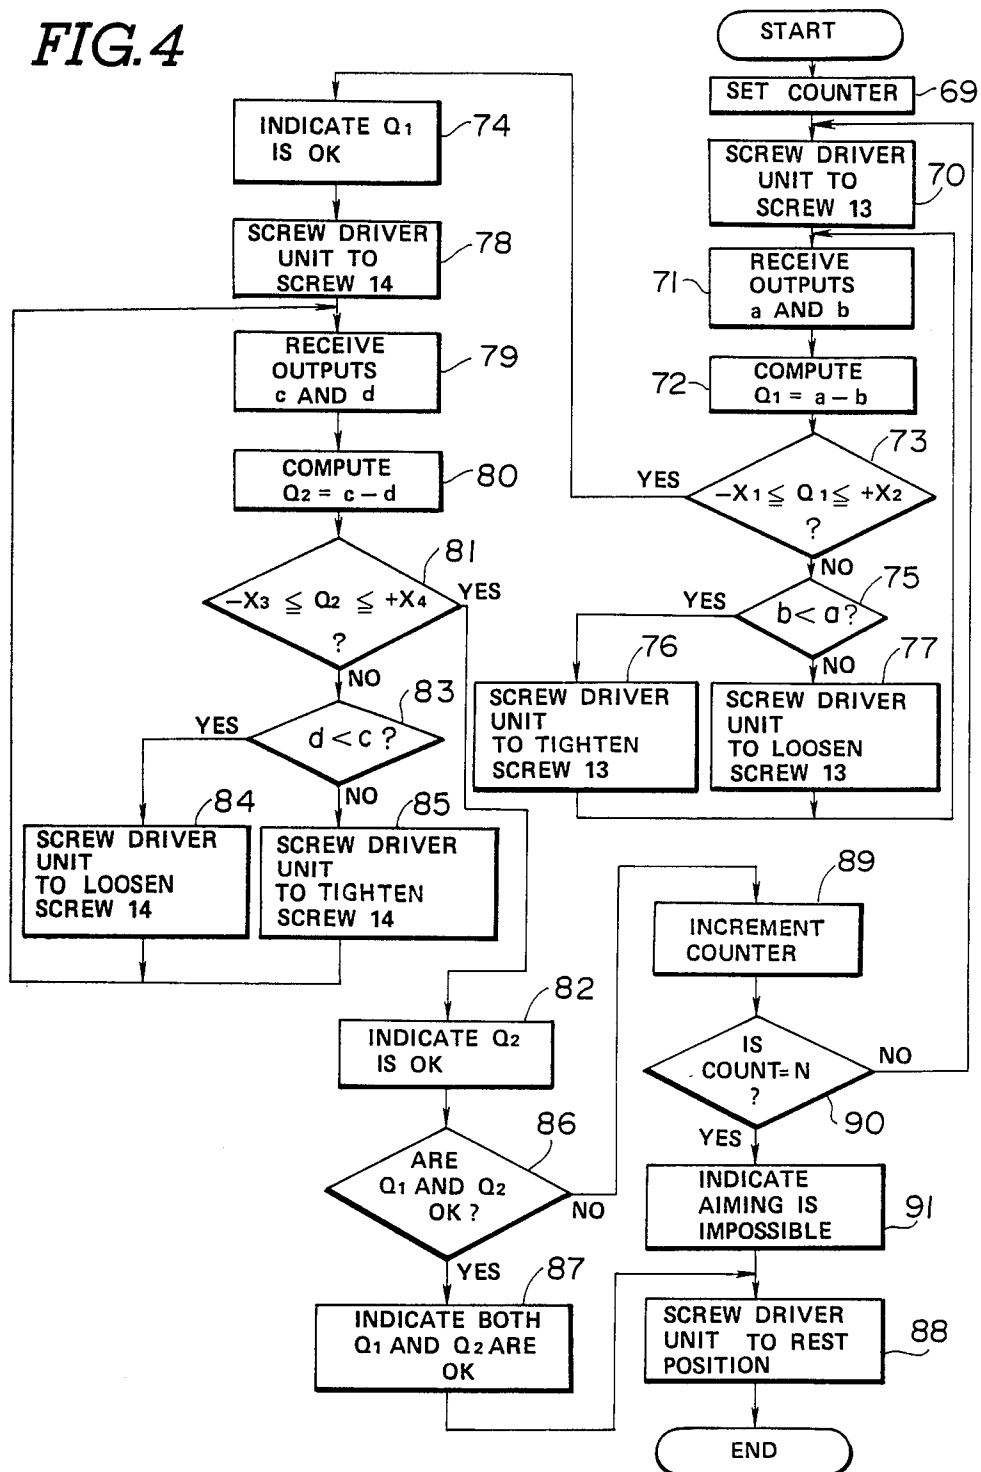 FIG.4
START
SET COUNTER
69
SCREW DRIVER
UNIT TO
SCREW 13
70
RECEIVE
OUTPUTS
a AND b
71
COMPUTE
Q1 = a – b
72
73
–X1 ≦ Q1 ≦ +X2
?
YES
NO
75
b < a?
YES
NO
76
SCREW DRIVER
UNIT
TO TIGHTEN
SCREW 13
77
SCREW DRIVER
UNIT
TO LOOSEN
SCREW 13
INDICATE Q1
IS OK
74
SCREW DRIVER
UNIT TO
SCREW 14
78
RECEIVE
OUTPUTS
c AND d
79
COMPUTE
Q2 = c – d
80
81
–X3 ≦ Q2 ≦ +X4
?
YES
NO
83
d < c ?
YES
NO
84
SCREW DRIVER
UNIT
TO LOOSEN
SCREW 14
85
SCREW DRIVER
UNIT
TO TIGHTEN
SCREW 14
82
INDICATE Q2
IS OK
86
ARE
Q1 AND Q2
OK ?
NO
YES
87
INDICATE BOTH
Q1 AND Q2 ARE
OK
89
INCREMENT
COUNTER
IS
COUNT= N
?
NO
90
YES
INDICATE
AIMING IS
IMPOSSIBLE
91
SCREW DRIVER
UNIT TO REST
POSITION
88
END